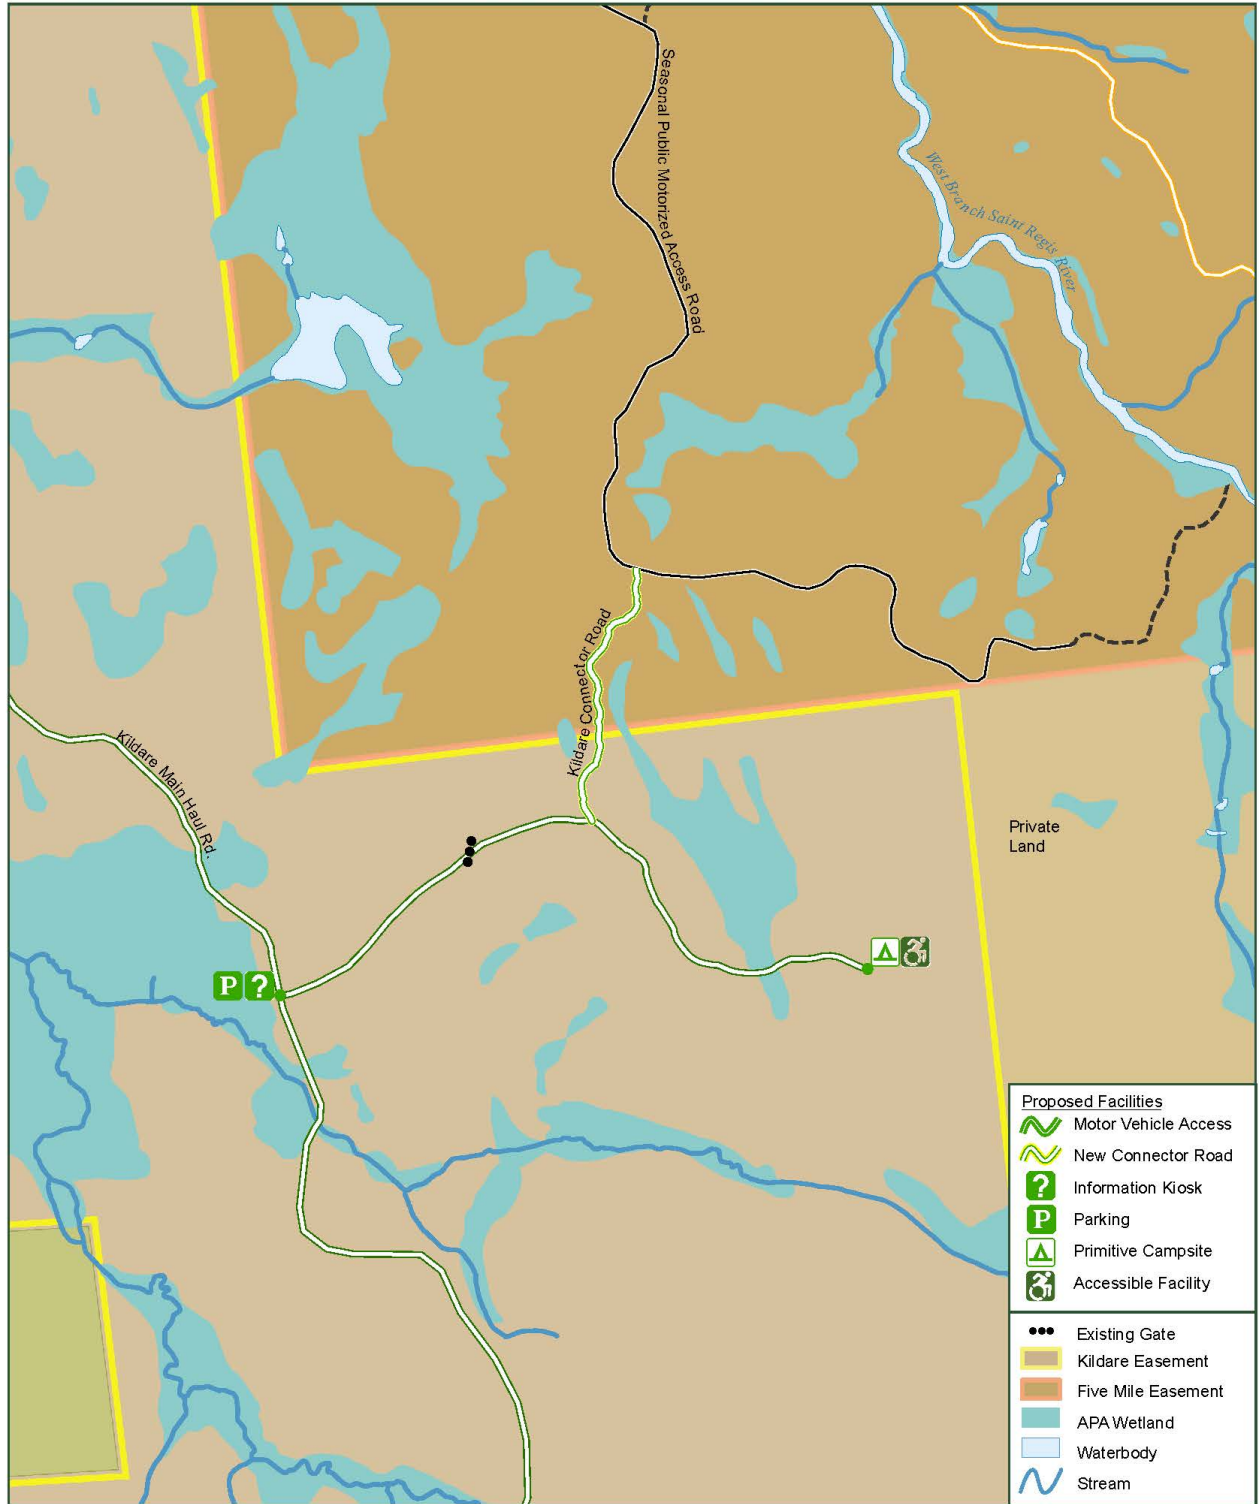 Seasonal Public Motorized Access Road
West Branch Saint Regis River
Kildare Connector Road
Kildare Main Haul Rd.
Private
Land
P ?
Proposed Facilities
Motor Vehicle Access
New Connector Road
? Information Kiosk
P Parking
Primitive Campsite
Accessible Facility
Existing Gate
Kildare Easement
Five Mile Easement
APA Wetland
Waterbody
Stream